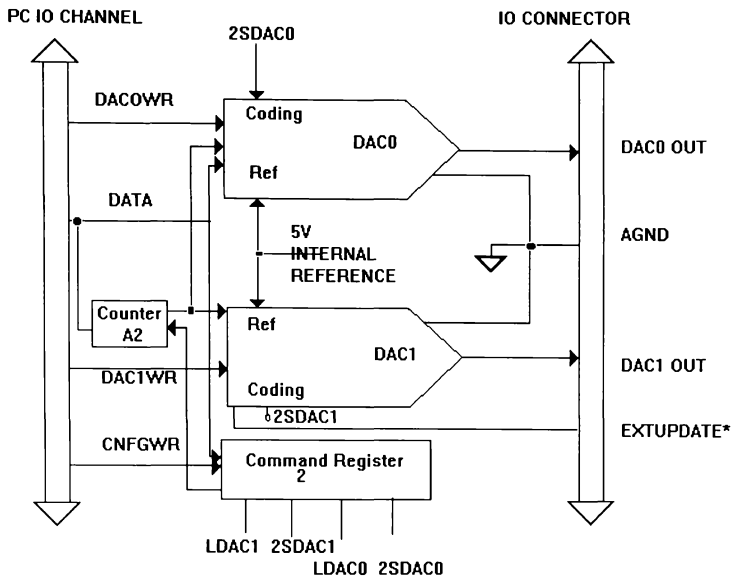 PC IO CHANNEL
IO CONNECTOR
2SDAC0
DAC0WR
Coding
DAC0
DAC0 OUT
Ref
DATA
5V
INTERNAL
REFERENCE
AGND
Counter
A2
Ref
DAC1
DAC1 OUT
DAC1WR
Coding
2SDAC1
EXTUPDATE*
CNFGWR
Command Register
2
LDAC1 2SDAC1
LDAC0 2SDAC0